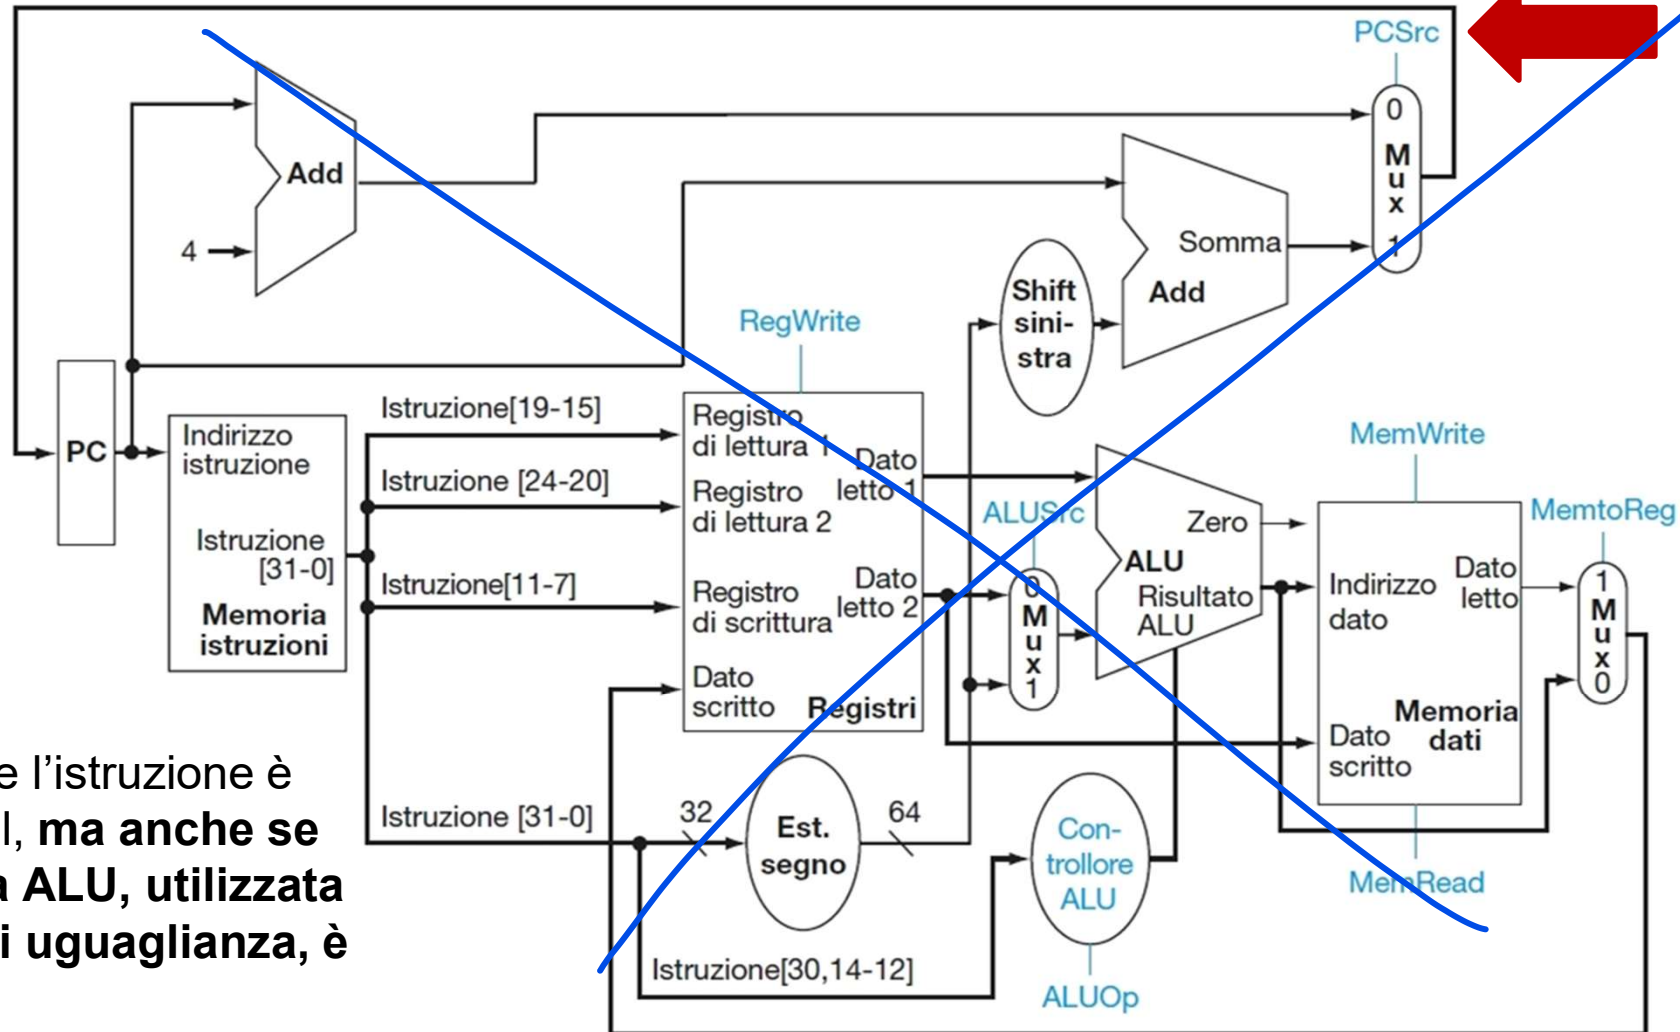 PCSrc
0
M
u
x
1
Add
4
Somma
Add
Shift
sini-
stra
RegWrite
PC
Indirizzo
istruzione
Istruzione
[31-0]
Memoria
istruzioni
Istruzione[19-15]
Istruzione [24-20]
Istruzione[11-7]
Istruzione [31-0]
Registro
di lettura 1
Registro
di lettura 2
Registro
di scrittura
Dato
scritto
Dato
letto 1
Dato
letto 2
Registri
ALUSrc
0
M
u
x
1
Zero
ALU
Risultato
ALU
MemWrite
Indirizzo
dato
Dato
letto
Dato
scritto
Memoria
dati
MemRead
MemtoReg
1
M
u
x
0
32
Est.
segno
64
Con-
trollore
ALU
Istruzione[30,14-12]
ALUOp
e l'istruzione è
l, ma anche se
a ALU, utilizzata
i uguaglianza, è